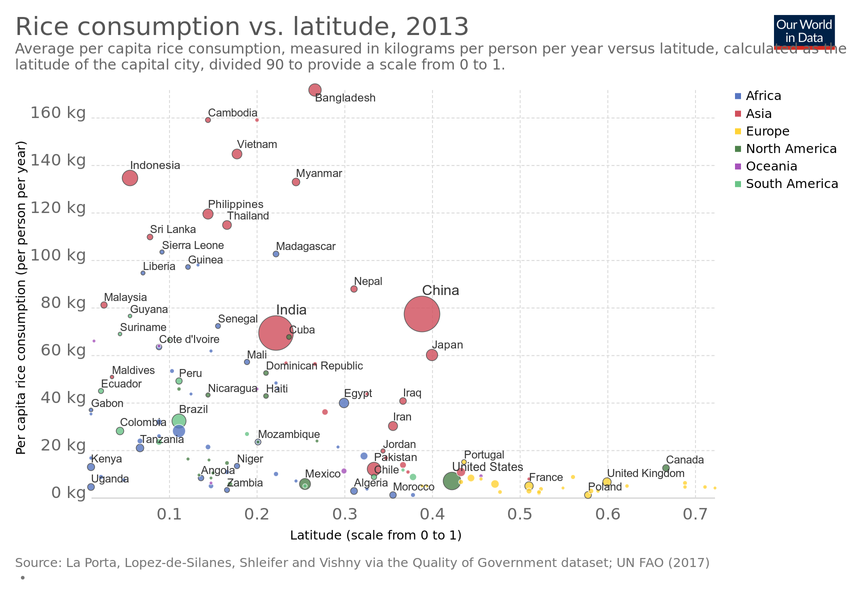 Rice consumption vs. latitude, 2013
Our World
in Data
Average per capita rice consumption, measured in kilograms per person per year versus latitude, calculated as the
latitude of the capital city, divided 90 to provide a scale from 0 to 1.
Africa
Asia
Europe
North America
Oceania
South America
Per capita rice consumption (per person per year)
160 kg
140 kg
120 kg
100 kg
80 kg
60 kg
40 kg
20 kg
0 kg
Bangladesh
Cambodia
Vietnam
Indonesia
Myanmar
Philippines
Thailand
Sri Lanka
Sierra Leone
Madagascar
Guinea
Liberia
Nepal
China
Malaysia
Guyana
India
Senegal
Suriname
Cuba
Cote d'Ivoire
Japan
Mali
Dominican Republic
Maldives
Peru
Ecuador
Nicaragua
Haiti
Egypt
Iraq
Gabon
Brazil
Colombia
Iran
Tanzania
Mozambique
Jordan
Kenya
Niger
Pakistan
Portugal
Canada
Uganda
Angola
Zambia
Mexico
Chile
United States
Algeria
Morocco
France
United Kingdom
Poland
0.1
0.2
0.3
0.4
0.5
0.6
0.7
Latitude (scale from 0 to 1)
Source: La Porta, Lopez-de-Silanes, Shleifer and Vishny via the Quality of Government dataset; UN FAO (2017)
•